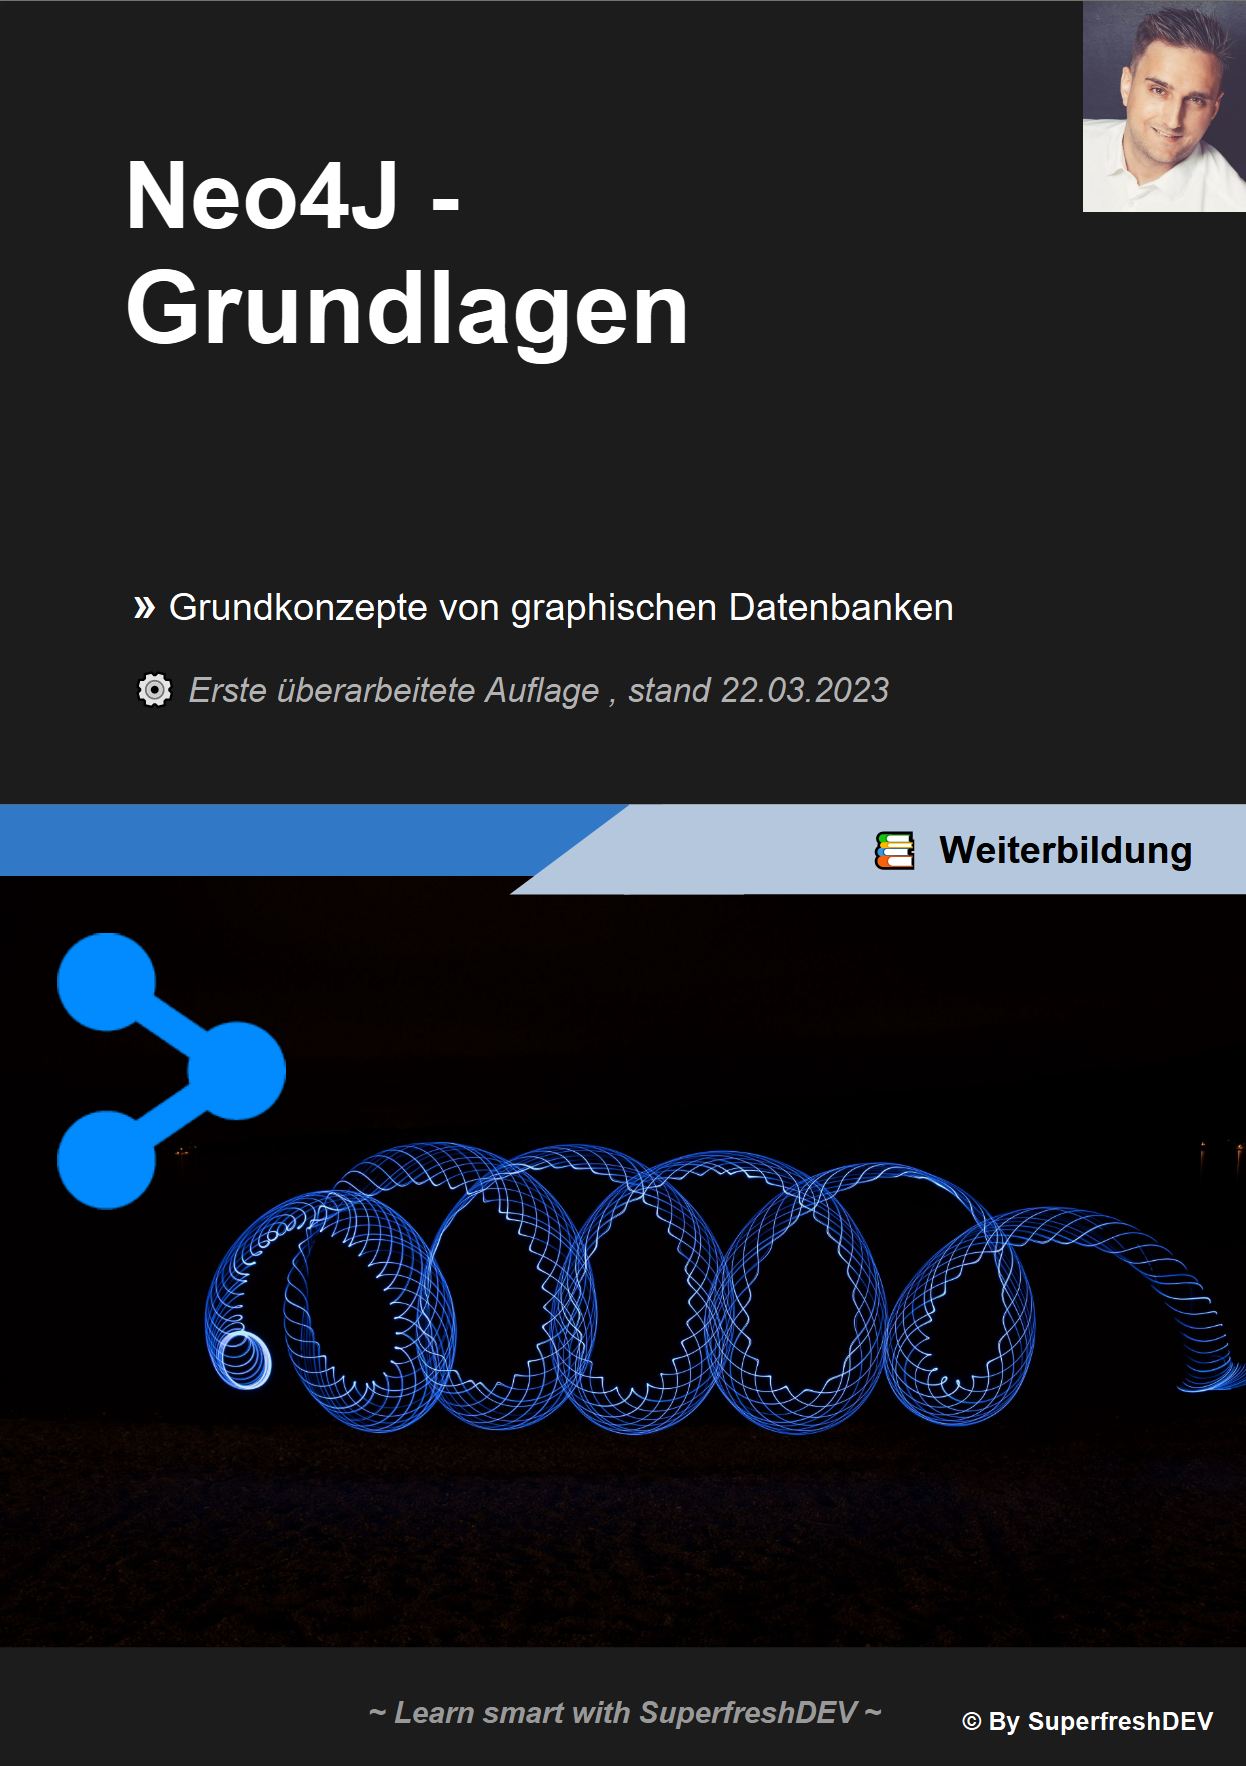 Neo4J -
Grundlagen
» Grundkonzepte von graphischen Datenbanken
Erste überarbeitete Auflage , stand 22.03.2023
Weiterbildung
~ Learn smart with SuperfreshDEV ~
© By SuperfreshDEV